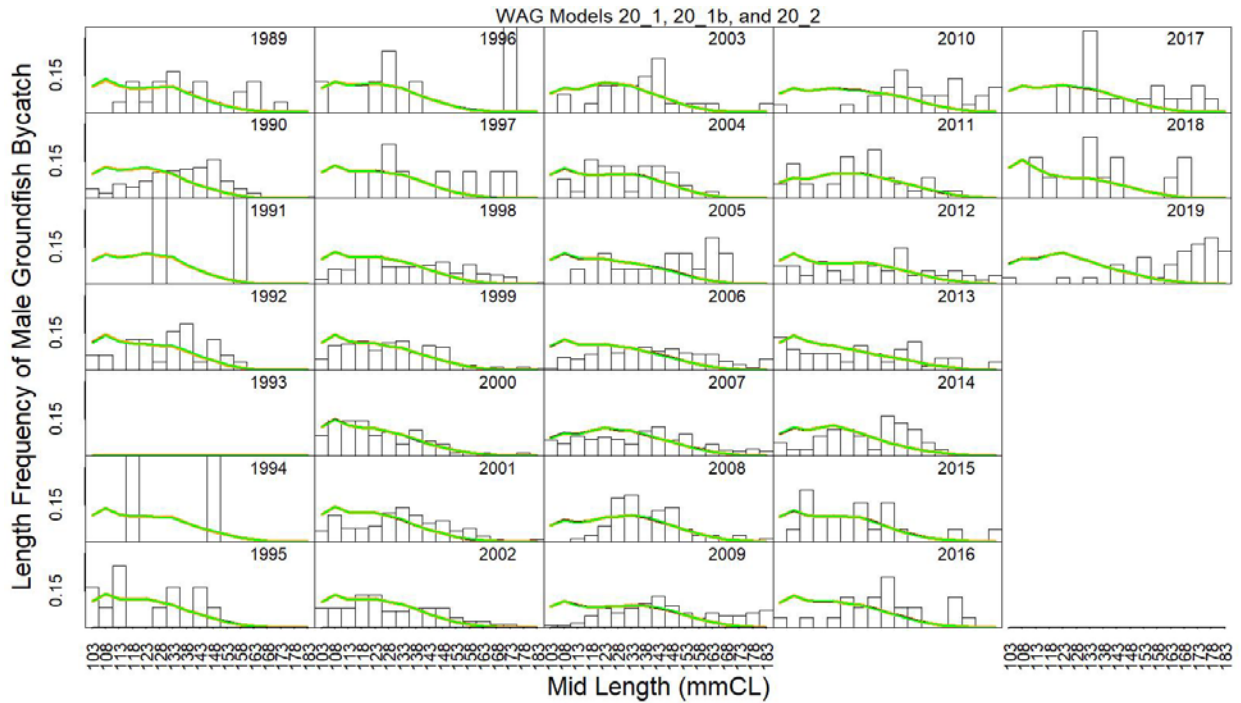 WAG Models 20_1, 20_1b, and 20_2
Length Frequency of Male Groundfish Bycatch
1989 1996 2003 2010 2017
0.15
1990 1997 2004 2011 2018
0.15
1991 1998 2005 2012 2019
0.15
1992 1999 2006 2013
0.15
1993 2000 2007 2014
0.15
1994 2001 2008 2015
0.15
1995 2002 2009 2016
0.15
103 108 113 118 123 128 133 138 143 148 153 158 163 168 173 178 183
103 108 113 118 123 128 133 138 143 148 153 158 163 168 173 178 183
103 108 113 118 123 128 133 138 143 148 153 158 163 168 173 178 183
103 108 113 118 123 128 133 138 143 148 153 158 163 168 173 178 183
Mid Length (mmCL)